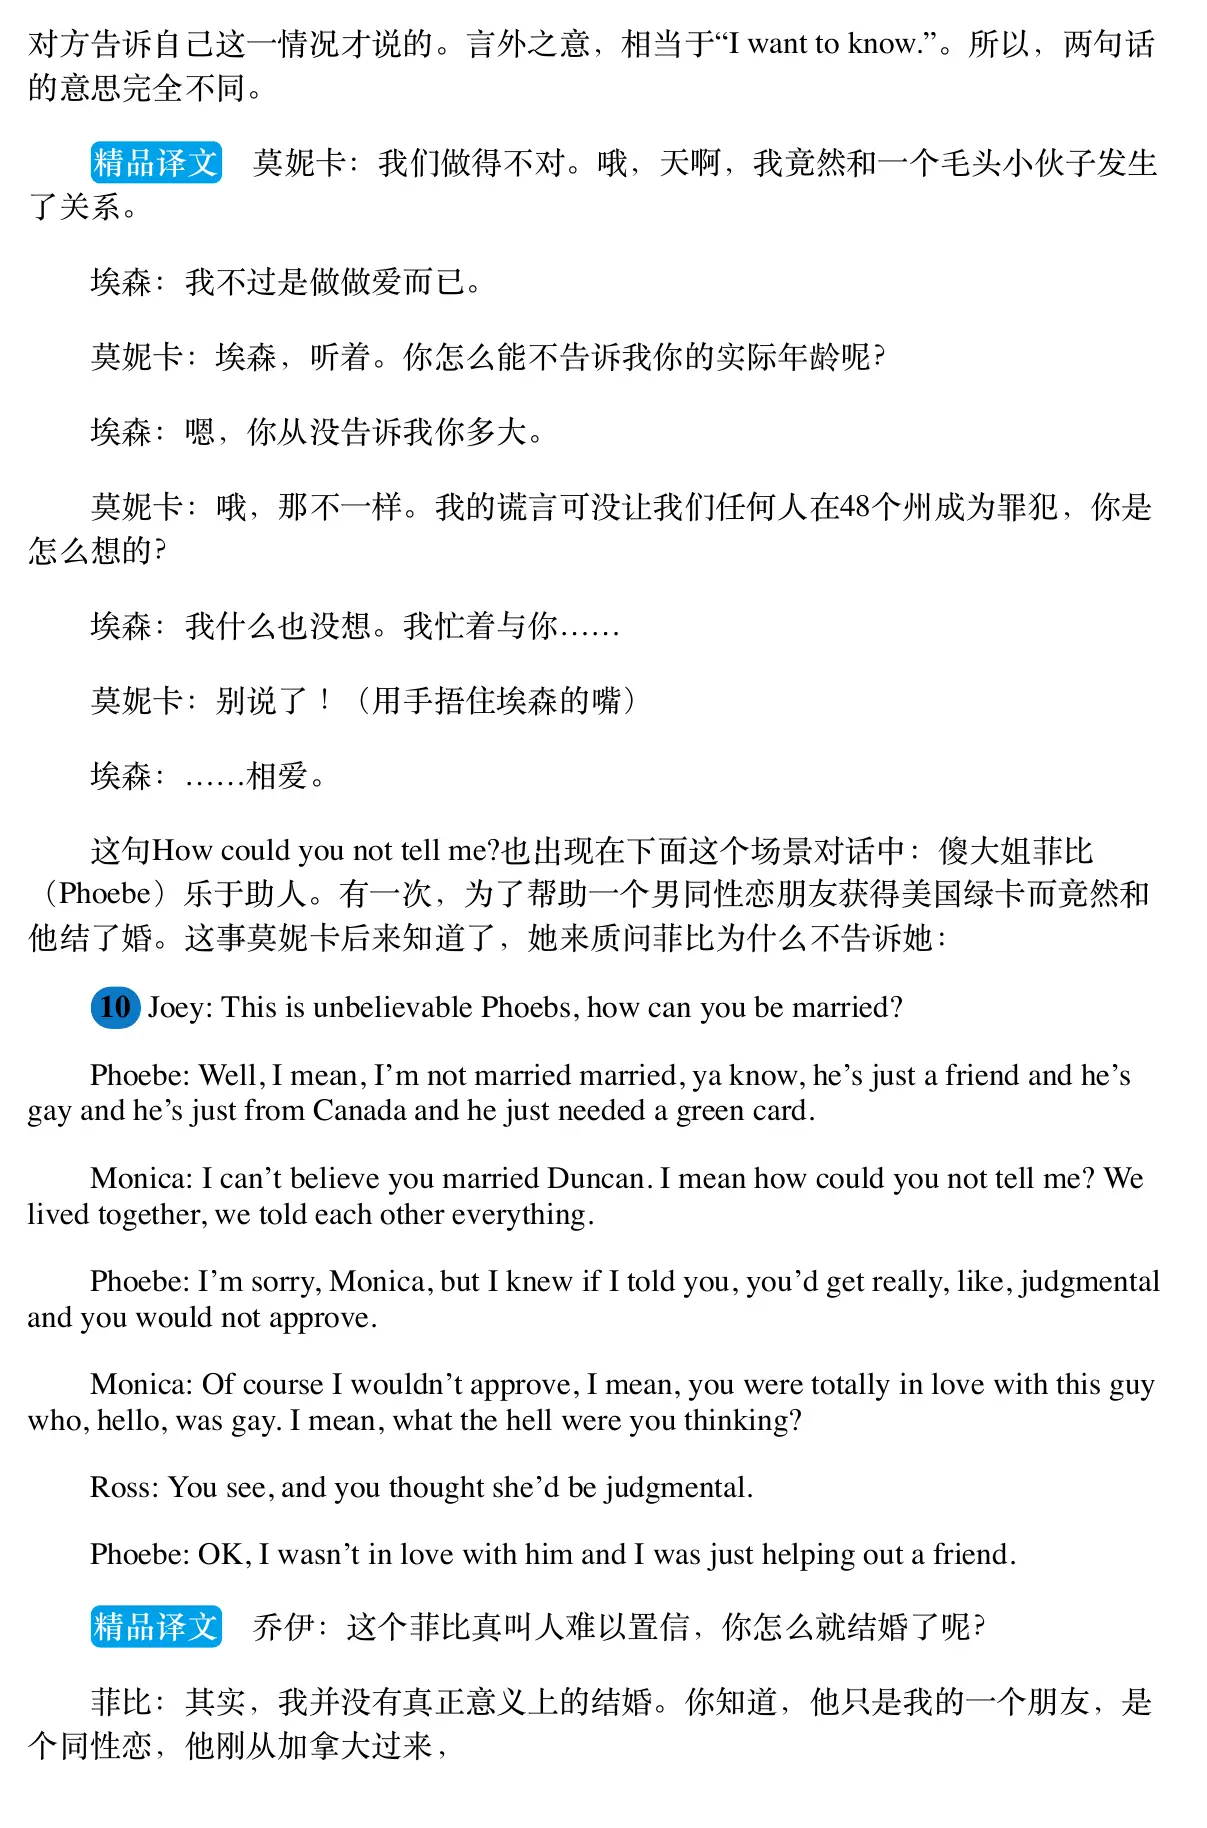 对方告诉自己这一情况才说的。言外之意，相当于“I want to know.”。所以，两句话
的意思完全不同。
精品译文 莫妮卡：我们做得不对。哦，天啊，我竟然和一个毛头小伙子发生
了关系。
埃森：我不过是做做爱而已。
莫妮卡：埃森，听着。你怎么能不告诉我你的实际年龄呢？
埃森：嗯，你从没告诉我你多大。
莫妮卡：哦，那不一样。我的谎言可没让我们任何人在48个州成为罪犯，你是
怎么想的？
埃森：我什么也没想。我忙着与你……
莫妮卡：别说了！（用手捂住埃森的嘴）
埃森：……相爱。
这句How could you not tell me?也出现在下面这个场景对话中：傻大姐菲比
（Phoebe）乐于助人。有一次，为了帮助一个男同性恋朋友获得美国绿卡而竟然和
他结了婚。这事莫妮卡后来知道了，她来质问菲比为什么不告诉她：
10 Joey: This is unbelievable Phoebs, how can you be married?
Phoebe: Well, I mean, I’m not married married, ya know, he’s just a friend and he’s
gay and he’s just from Canada and he just needed a green card.
Monica: I can’t believe you married Duncan. I mean how could you not tell me? We
lived together, we told each other everything.
Phoebe: I’m sorry, Monica, but I knew if I told you, you’d get really, like, judgmental
and you would not approve.
Monica: Of course I wouldn’t approve, I mean, you were totally in love with this guy
who, hello, was gay. I mean, what the hell were you thinking?
Ross: You see, and you thought she’d be judgmental.
Phoebe: OK, I wasn’t in love with him and I was just helping out a friend.
精品译文 乔伊：这个菲比真叫人难以置信，你怎么就结婚了呢？
菲比：其实，我并没有真正意义上的结婚。你知道，他只是我的一个朋友，是
个同性恋，他刚从加拿大过来，